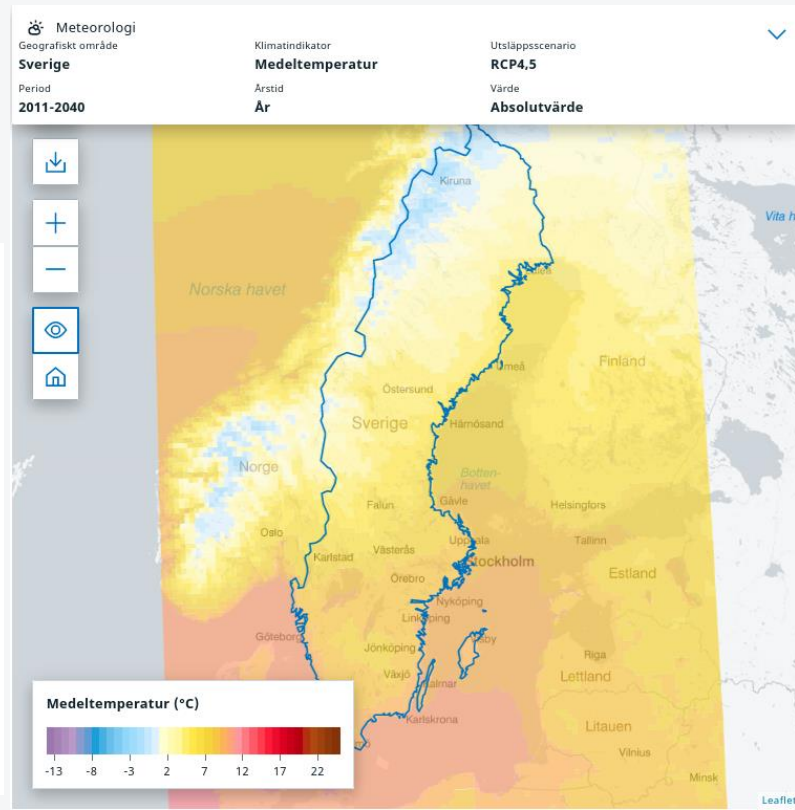 Meteorologi
Geografiskt område
Klimatindikator
Utsläppsscenario
Sverige
Medeltemperatur
RCP4,5
Period
Årstid
Värde
2011-2040
År
Absolutvärde
Kiruna
Vita h
Norska havet
Umeå
Finland
Östersund
Sverige
Härnösand
Norge
Botten-
havet
Falun
Gävle
Helsingfors
Oslo
Uppsala
Tallinn
Karlstad
Västerås
Stockholm
Örebro
Estland
Nyköping
Linköping
Göteborg
Visby
Jönköping
Riga
Växjö
Lettland
Kalmar
Karlskrona
Litauen
Vilnius
Minsk
Medeltemperatur (°C)
-13 -8 -3 2 7 12 17 22
Leaflet